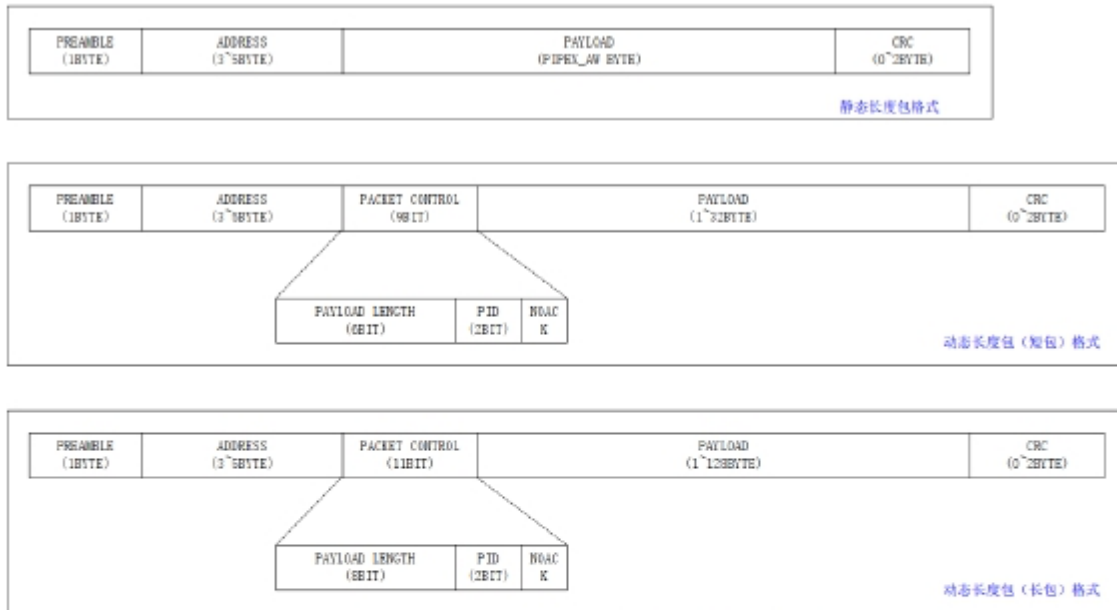 PREAMBLE
(1BYTE)
ADDRESS
(3~5BYTE)
PAYLOAD
(PIPEX_AW BYTE)
CRC
(0~2BYTE)
静态长度包格式
PREAMBLE
(1BYTE)
ADDRESS
(3~5BYTE)
PACKET CONTROL
(9BIT)
PAYLOAD
(1~32BYTE)
CRC
(0~2BYTE)
PAYLOAD LENGTH
(6BIT)
PID
(2BIT)
NOAC
K
动态长度包（短包）格式
PREAMBLE
(1BYTE)
ADDRESS
(3~5BYTE)
PACKET CONTROL
(11BIT)
PAYLOAD
(1~128BYTE)
CRC
(0~2BYTE)
PAYLOAD LENGTH
(8BIT)
PID
(2BIT)
NOAC
K
动态长度包（长包）格式